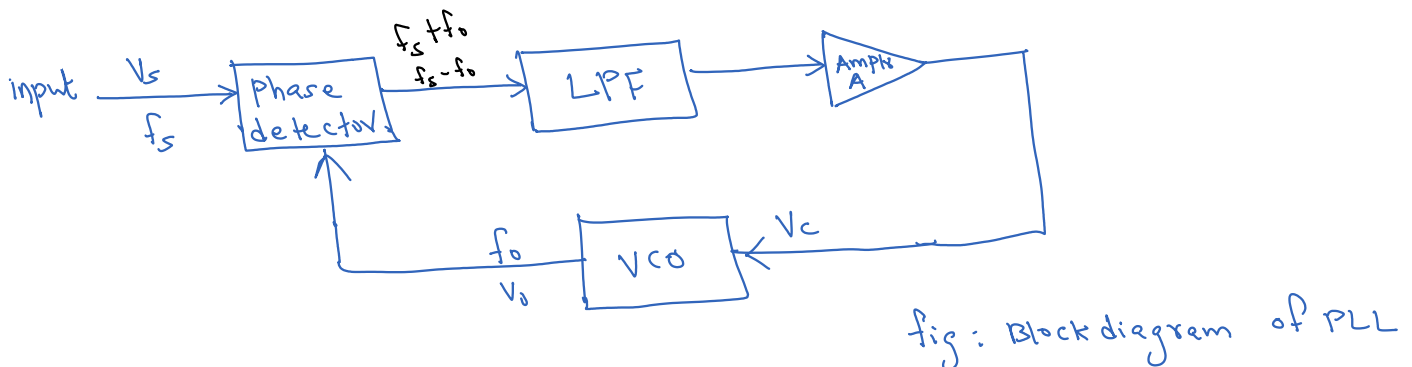 input
Vs
fs
phase
detector
fs+fo
fs-fo
LPF
A
Vc
VCO
fo
Vo
fig: Block diagram of PLL